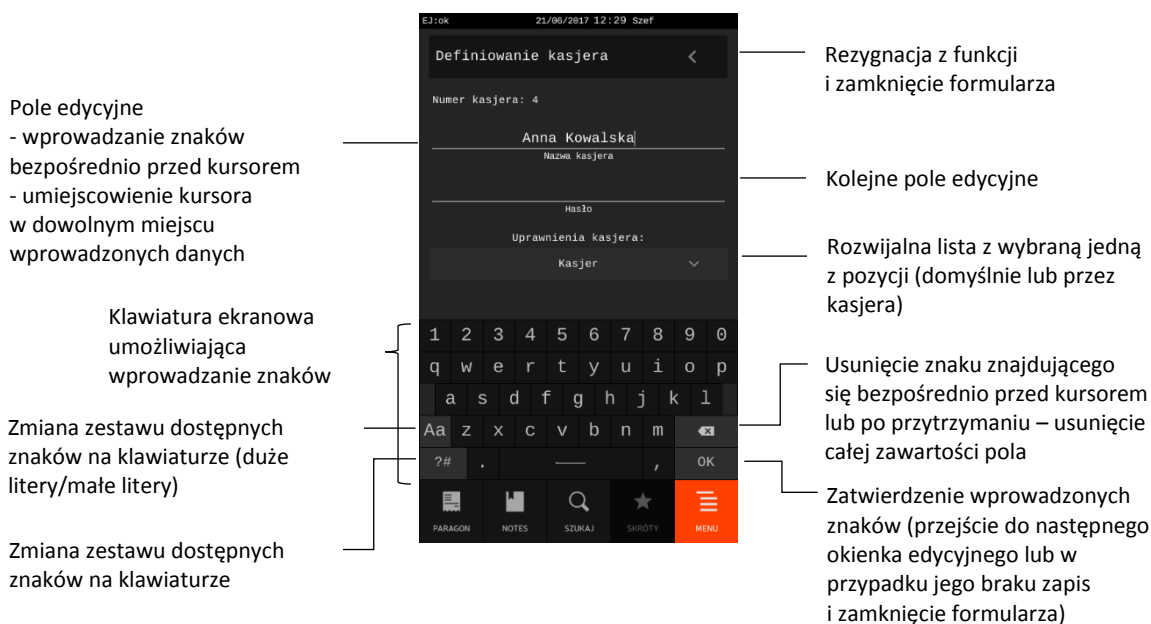 Pole edycyjne
- wprowadzanie znaków
bezpośrednio przed kursorem
- umiejscowienie kursora
w dowolnym miejscu
wprowadzonych danych
Klawiatura ekranowa
umożliwiająca
wprowadzanie znaków
Zmiana zestawu dostępnych
znaków na klawiaturze (duże
litery/małe litery)
Zmiana zestawu dostępnych
znaków na klawiaturze
EJ:ok 21/06/2017 12:29 Szef
Definiowanie kasjera
Numer kasjera: 4
Anna Kowalska
Nazwa kasjera
Hasło
Uprawnienia kasjera:
Kasjer
1 2 3 4 5 6 7 8 9 0
q w e r t y u i o p
a s d f g h j k l
Aa z x c v b n m
?# . , OK
PARAGON NOTES SZUKAJ SKRÓTY MENU
Rezygnacja z funkcji
i zamknięcie formularza
Kolejne pole edycyjne
Rozwijalna lista z wybraną jedną
z pozycji (domyślnie lub przez
kasjera)
Usunięcie znaku znajdującego
się bezpośrednio przed kursorem
lub po przytrzymaniu – usunięcie
całej zawartości pola
Zatwierdzenie wprowadzonych
znaków (przejście do następnego
okienka edycyjnego lub w
przypadku jego braku zapis
i zamknięcie formularza)